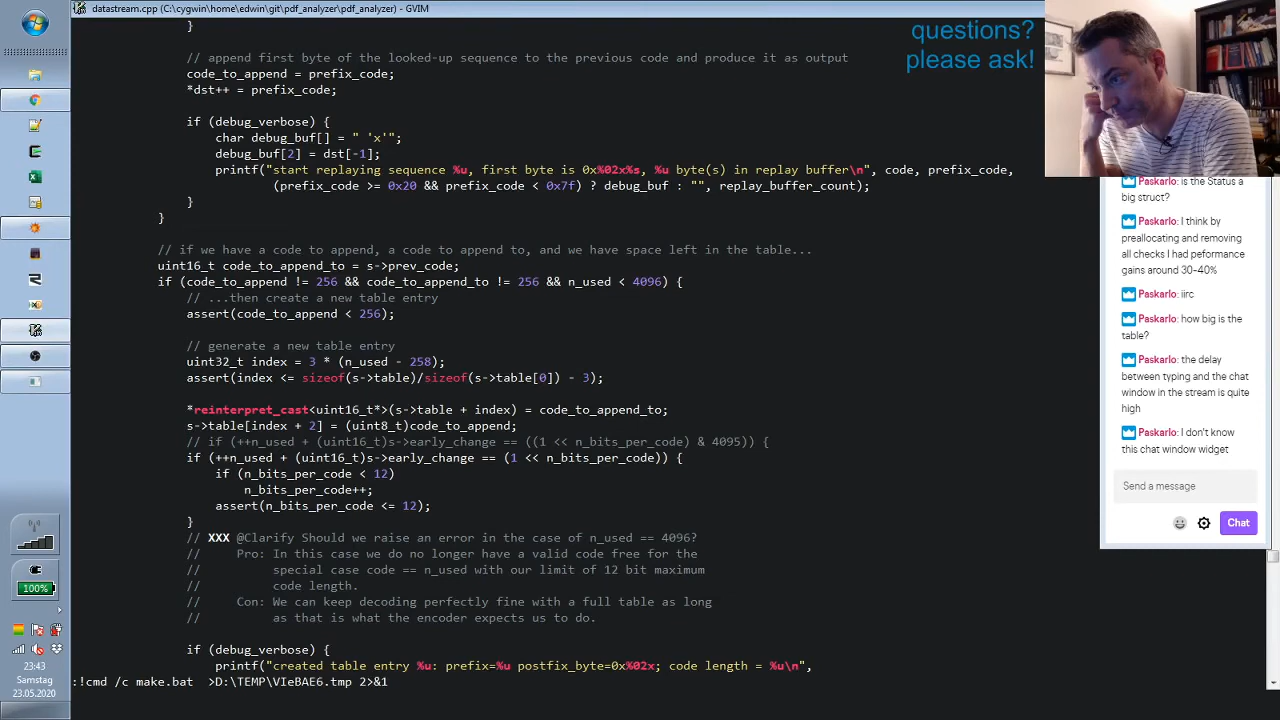 datastream.cpp (C:\cygwin\home\edwin\git\pdf_analyzer\pdf_analyzer) - GVIM
}
// append first byte of the looked-up sequence to the previous code and produce it as output
code_to_append = prefix_code;
*dst++ = prefix_code;
if (debug_verbose) {
char debug_buf[] = " 'x'";
debug_buf[2] = dst[-1];
printf("start replaying sequence %u, first byte is 0x%02x%s, %u byte(s) in replay buffer\n", code, prefix_code,
(prefix_code >= 0x20 && prefix_code < 0x7f) ? debug_buf : "", replay_buffer_count);
}
}
// if we have a code to append, a code to append to, and we have space left in the table...
uint16_t code_to_append_to = s->prev_code;
if (code_to_append != 256 && code_to_append_to != 256 && n_used < 4096) {
// ...then create a new table entry
assert(code_to_append < 256);
// generate a new table entry
uint32_t index = 3 * (n_used - 258);
assert(index <= sizeof(s->table)/sizeof(s->table[0]) - 3);
*reinterpret_cast<uint16_t*>(s->table + index) = code_to_append_to;
s->table[index + 2] = (uint8_t)code_to_append;
// if (++n_used + (uint16_t)s->early_change == ((1 << n_bits_per_code) & 4095)) {
if (++n_used + (uint16_t)s->early_change == (1 << n_bits_per_code)) {
if (n_bits_per_code < 12)
n_bits_per_code++;
assert(n_bits_per_code <= 12);
}
// XXX @Clarify Should we raise an error in the case of n_used == 4096?
// Pro: In this case we do no longer have a valid code free for the
// special case code == n_used with our limit of 12 bit maximum
// code length.
// Con: We can keep decoding perfectly fine with a full table as long
// as that is what the encoder expects us to do.
if (debug_verbose) {
printf("created table entry %u: prefix=%u postfix_byte=0x%02x; code length = %u\n",
:!cmd /c make.bat >D:\TEMP\VIeBAE6.tmp 2>&1
questions?
please ask!
Paskarlo: is the Status a
big struct?
Paskarlo: I think by
preallocating and removing
all checks I had peformance
gains around 30-40%
Paskarlo: iirc
Paskarlo: how big is the
table?
Paskarlo: the delay
between typing and the chat
window in the stream is quite
high
Paskarlo: I don't know
this chat window widget
Send a message
Chat
100%
23:43
Samstag
23.05.2020